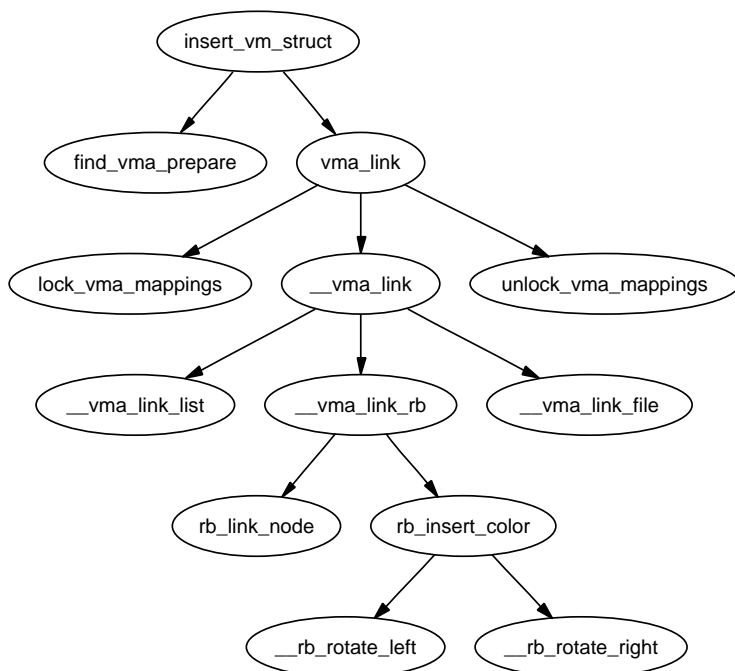 insert_vm_struct
find_vma_prepare
vma_link
lock_vma_mappings
__vma_link
unlock_vma_mappings
__vma_link_list
__vma_link_rb
__vma_link_file
rb_link_node
rb_insert_color
__rb_rotate_left
__rb_rotate_right